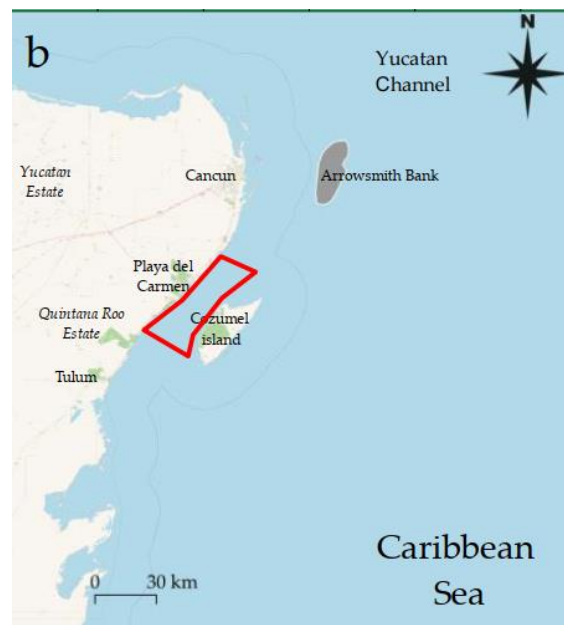 b
N
Yucatan
Channel
Yucatan
Estate
Cancun
Arrowsmith Bank
Playa del
Carmen
Quintana Roo
Estate
Cozumel
island
Tulum
0 30 km
Caribbean
Sea